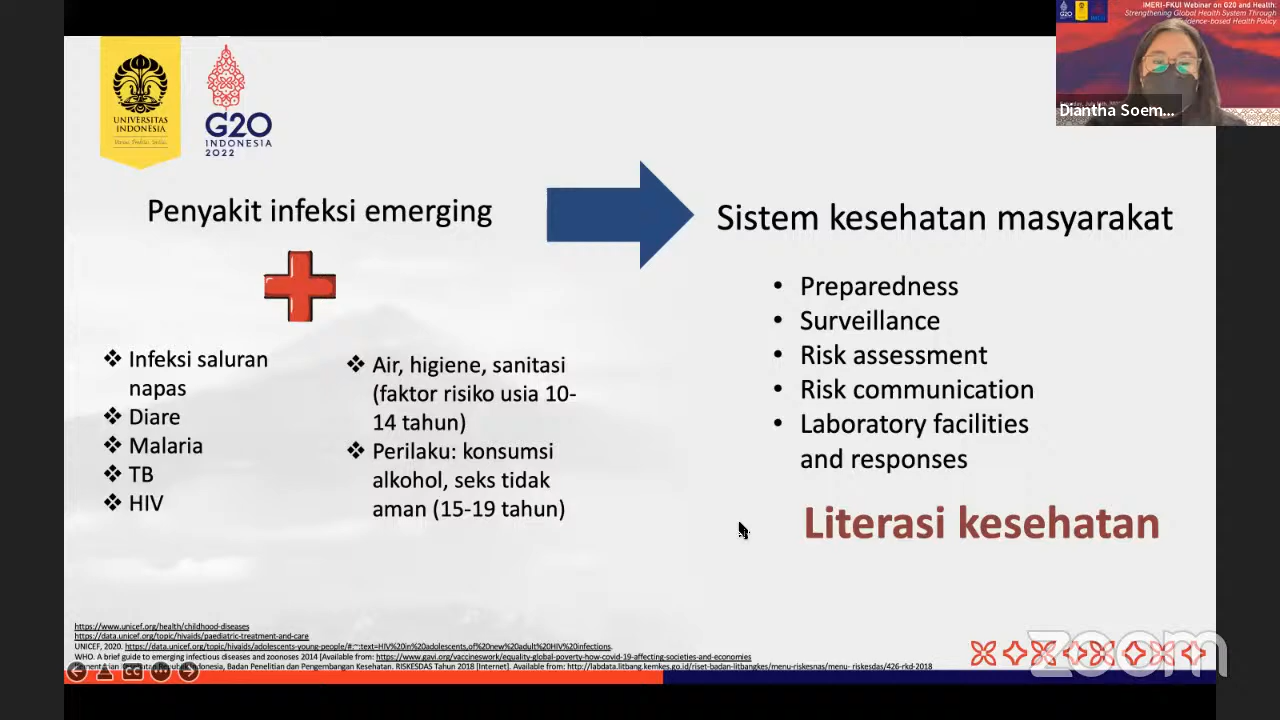 IMERI-FKUI Webinar on G20 and Health:
Strengthening Global Health System Through
Evidence-based Health Policy
Diantha Soem...
UNIVERSITAS
INDONESIA
G20
INDONESIA
2022
Penyakit infeksi emerging
Sistem kesehatan masyarakat
❖ Infeksi saluran
napas
❖ Diare
❖ Malaria
❖ TB
❖ HIV
❖ Air, higiene, sanitasi
(faktor risiko usia 10-
14 tahun)
❖ Perilaku: konsumsi
alkohol, seks tidak
aman (15-19 tahun)
• Preparedness
• Surveillance
• Risk assessment
• Risk communication
• Laboratory facilities
and responses
Literasi kesehatan
https://www.unicef.org/health/childhood-diseases
https://data.unicef.org/topic/hivaids/paediatric-treatment-and-care
UNICEF, 2020. https://data.unicef.org/topic/hivaids/adolescents-young-people/#:~:text=HIV%20in%20adolescents,of%20new%20adult%20HIV%20infections.
WHO. A brief guide to emerging infectious diseases and zoonoses 2014 [Available from: https://www.gavi.org/vaccineswork/equality-global-poverty-how-covid-19-affecting-societies-and-economies
Indonesia, Badan Penelitian dan Pengembangan Kesehatan. RISKESDAS Tahun 2018 [Internet]. Available from: http://labdata.litbang.kemkes.go.id/riset-badan-litbangkes/menu-riskesnas/menu- riskesdas/426-rkd-2018
CC
zoom